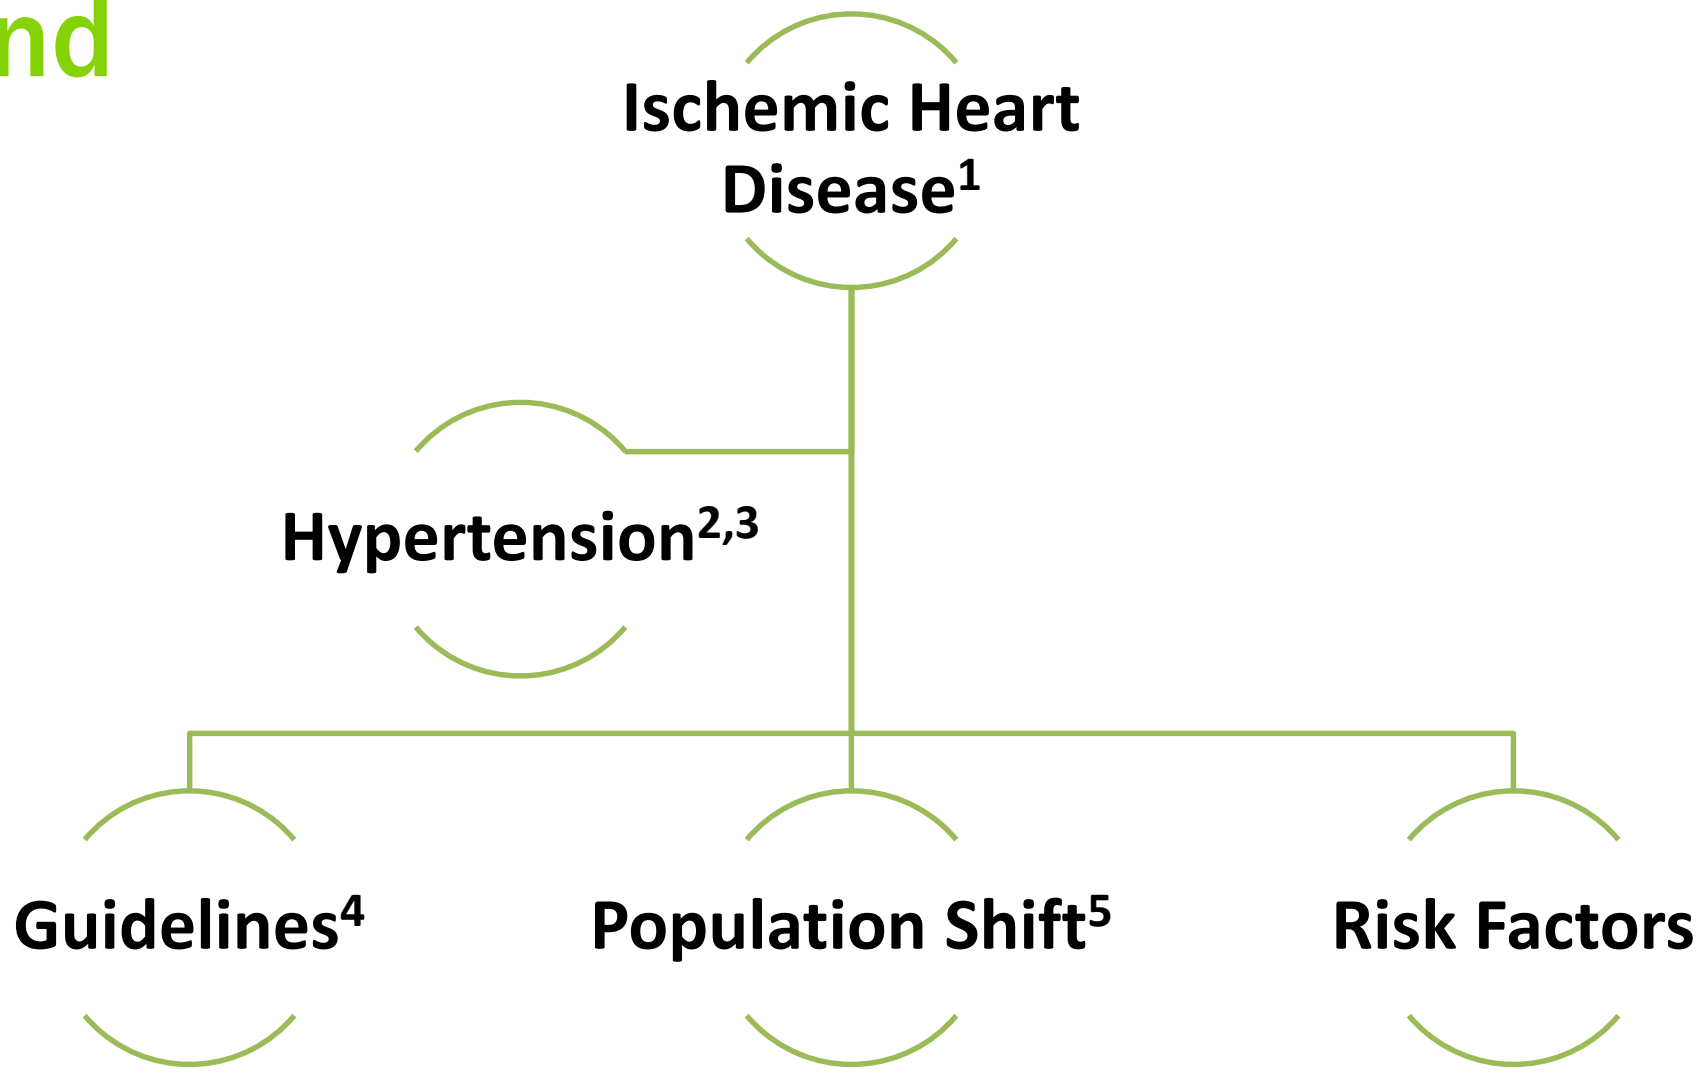 nd
Ischemic Heart
Disease¹
Hypertension²,³
Guidelines⁴
Population Shift⁵
Risk Factors